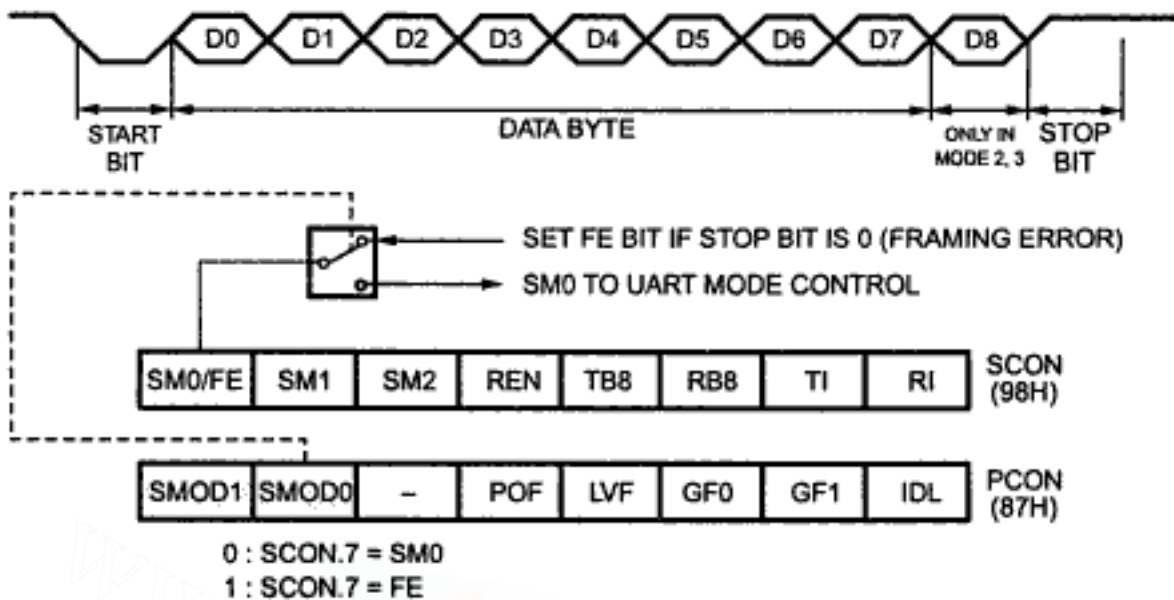 D0 D1 D2 D3 D4 D5 D6 D7 D8
START
BIT
DATA BYTE
ONLY IN
MODE 2, 3
STOP
BIT
SET FE BIT IF STOP BIT IS 0 (FRAMING ERROR)
SM0 TO UART MODE CONTROL
SM0/FE SM1 SM2 REN TB8 RB8 TI RI
SCON
(98H)
SMOD1 SMOD0 – POF LVF GF0 GF1 IDL
PCON
(87H)
0 : SCON.7 = SM0
1 : SCON.7 = FE